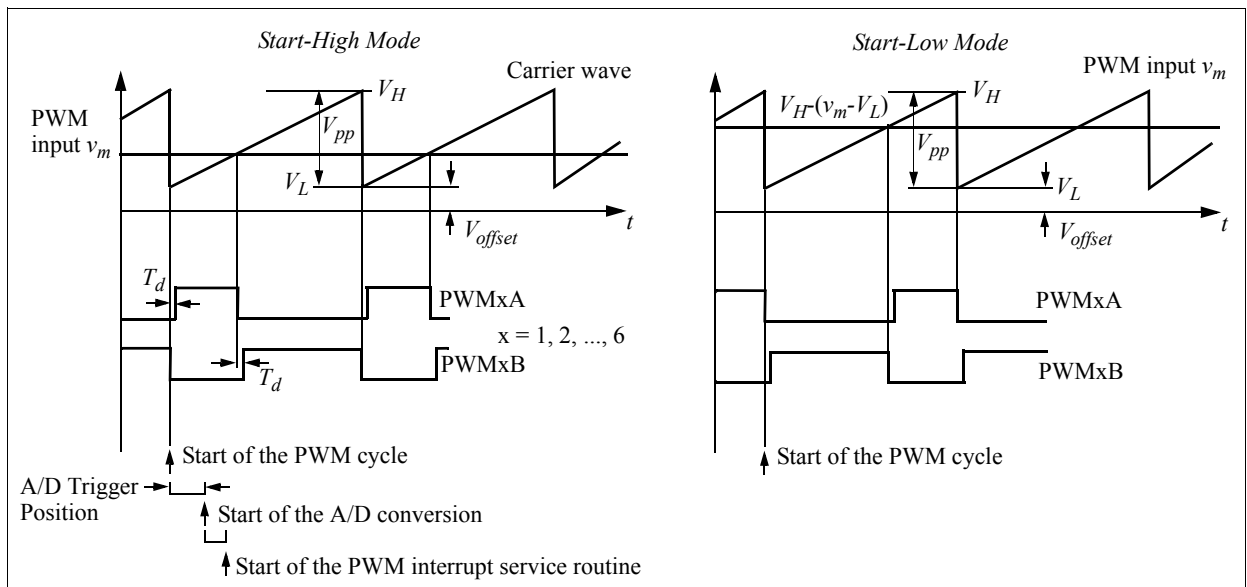 Start-High Mode
Carrier wave
V_H
V_pp
PWM
input v_m
V_L
V_offset
t
T_d
PWMxA
x = 1, 2, ..., 6
PWMxB
T_d
Start of the PWM cycle
A/D Trigger
Position
Start of the A/D conversion
Start of the PWM interrupt service routine
Start-Low Mode
PWM input v_m
V_H-(v_m-V_L)
V_H
V_pp
V_L
V_offset
t
PWMxA
PWMxB
Start of the PWM cycle